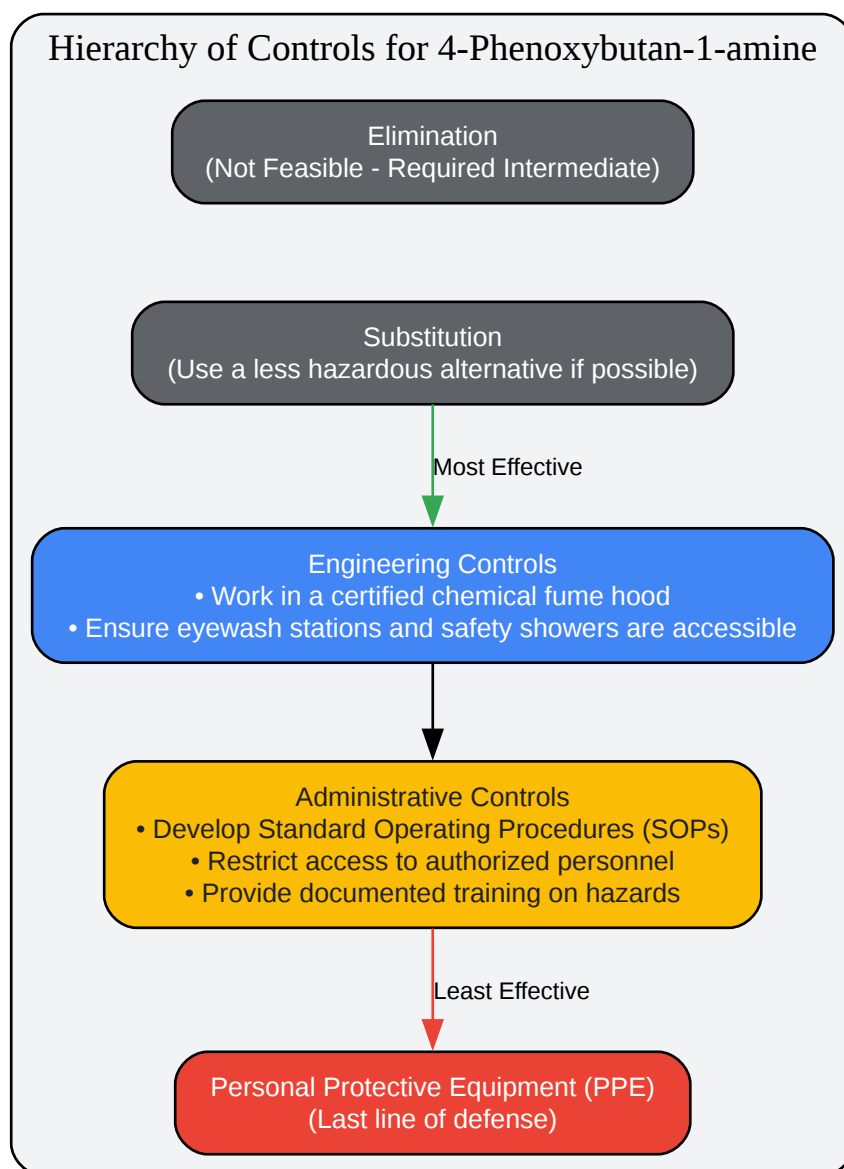 Hierarchy of Controls for 4-Phenoxybutan-1-amine
Elimination
(Not Feasible - Required Intermediate)
Substitution
(Use a less hazardous alternative if possible)
Most Effective
Engineering Controls
• Work in a certified chemical fume hood
• Ensure eyewash stations and safety showers are accessible
Administrative Controls
• Develop Standard Operating Procedures (SOPs)
• Restrict access to authorized personnel
• Provide documented training on hazards
Least Effective
Personal Protective Equipment (PPE)
(Last line of defense)